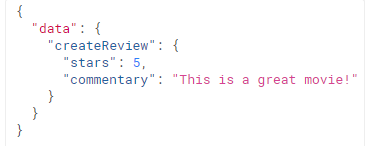 {
  "data": {
    "createReview": {
      "stars": 5,
      "commentary": "This is a great movie!"
    }
  }
}